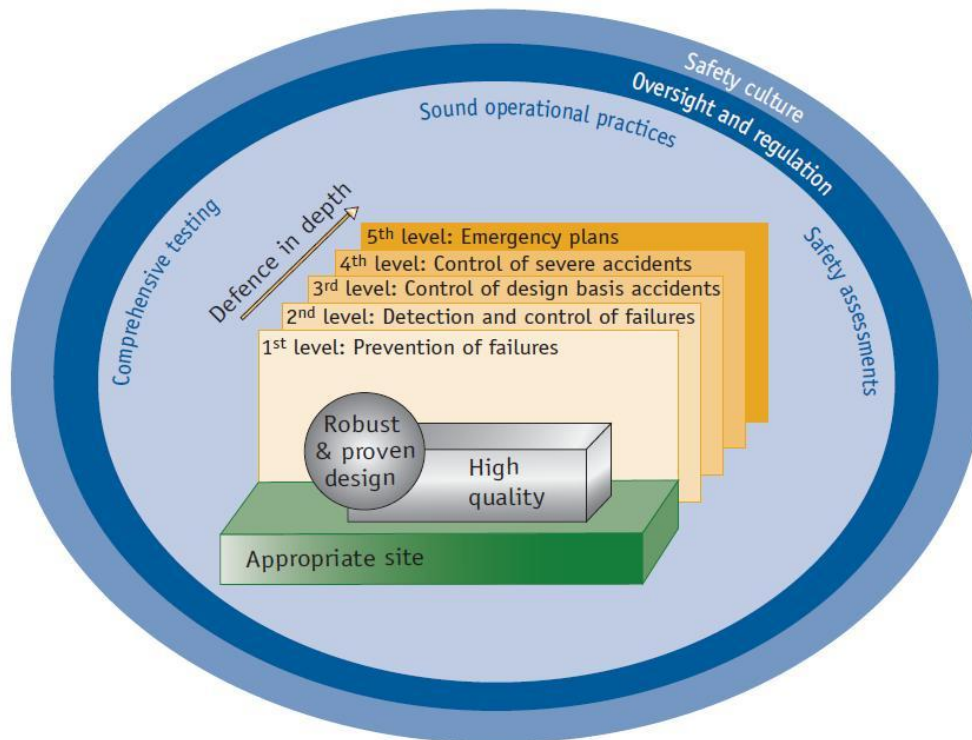 Safety culture
Oversight and regulation
Sound operational practices
Comprehensive testing
Safety assessments
Defence in depth
5th level: Emergency plans
4th level: Control of severe accidents
3rd level: Control of design basis accidents
2nd level: Detection and control of failures
1st level: Prevention of failures
Robust
& proven
design
High
quality
Appropriate site